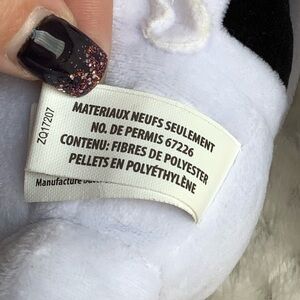 ZQ17207
MATERIAUX NEUFS SEULEMENT
NO. DE PERMIS 67226
CONTENU: FIBRES DE POLYESTER
PELLETS EN POLYÉTHYLÈNE
Manufacture